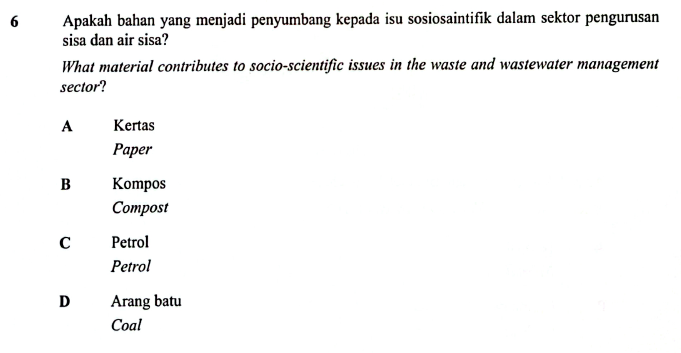 6 Apakah bahan yang menjadi penyumbang kepada isu sosiosaintifik dalam sektor pengurusan
sisa dan air sisa?
What material contributes to socio-scientific issues in the waste and wastewater management
sector?
A Kertas
Paper
B Kompos
Compost
C Petrol
Petrol
D Arang batu
Coal